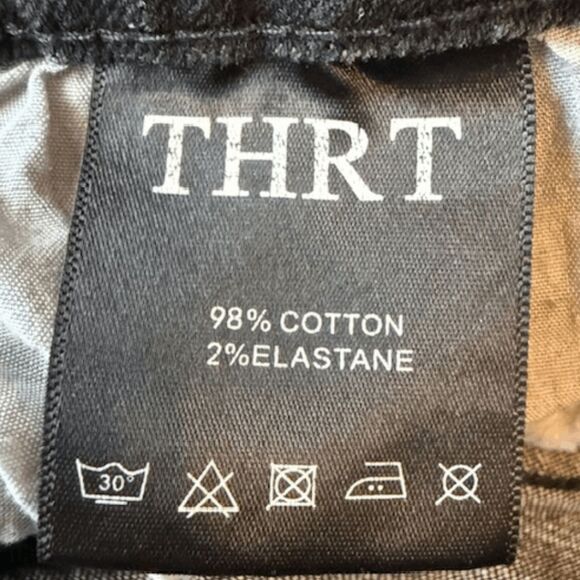 THRT
98% COTTON
2%ELASTANE
30°